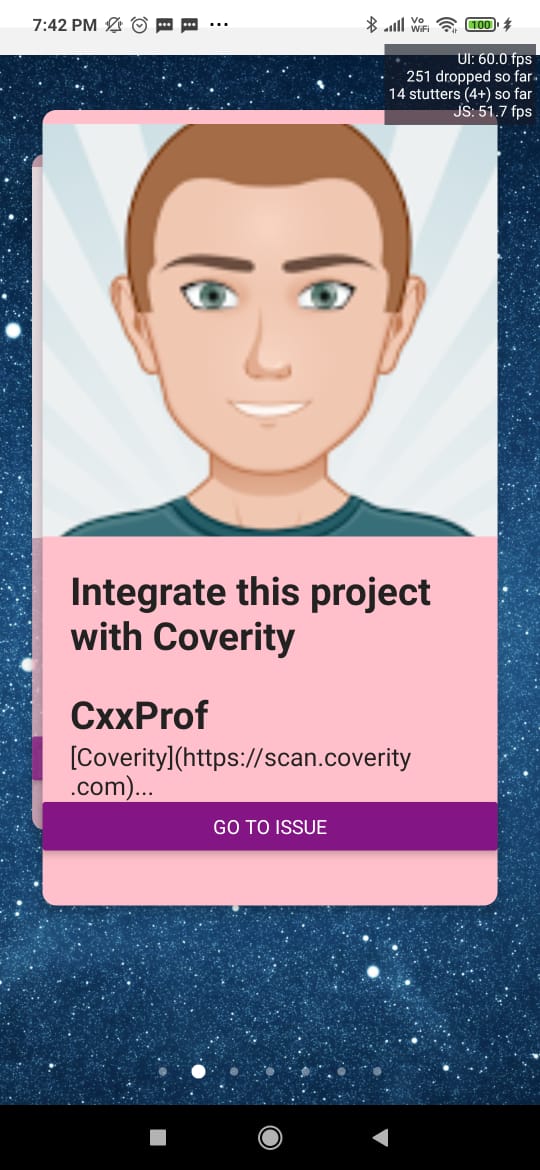 7:42 PM ... Vo WiFi 100
UI: 60.0 fps
251 dropped so far
14 stutters (4+) so far
JS: 51.7 fps
Integrate this project
with Coverity
CxxProf
[Coverity](https://scan.coverity
.com)...
GO TO ISSUE